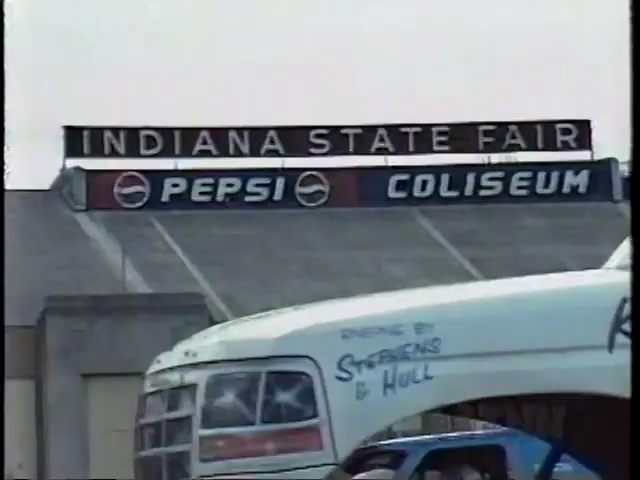 INDIANA STATE FAIR
PEPSI COLISEUM
ENGINE BY
STEPHENS
& HULL